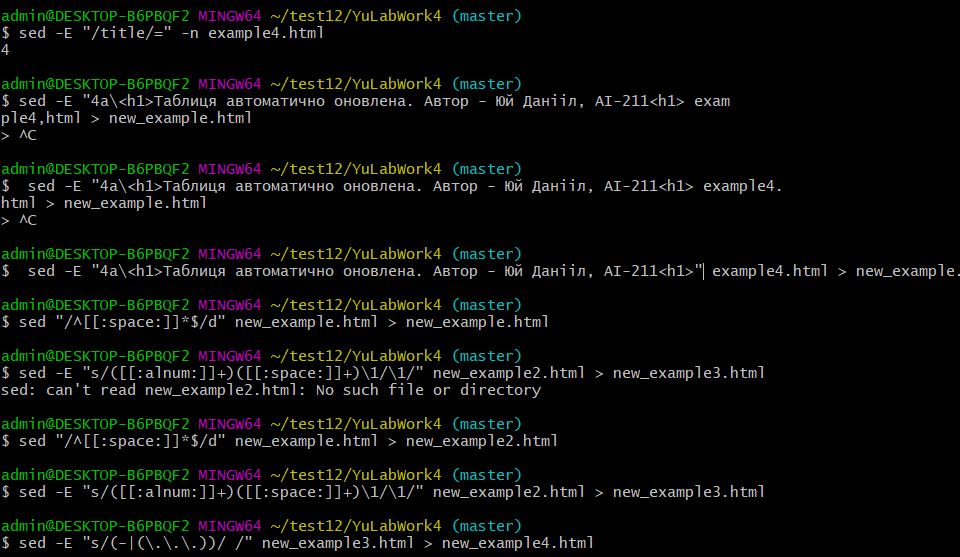 admin@DESKTOP-B6PBQF2 MINGW64 ~/test12/YuLabWork4 (master)
$ sed -E "/title/=" -n example4.html
4
admin@DESKTOP-B6PBQF2 MINGW64 ~/test12/YuLabWork4 (master)
$ sed -E "4a\<h1>Таблиця автоматично оновлена. Автор - Юй Данііл, АІ-211<h1> exam
ple4,html > new_example.html
> ^C
admin@DESKTOP-B6PBQF2 MINGW64 ~/test12/YuLabWork4 (master)
$  sed -E "4a\<h1>Таблиця автоматично оновлена. Автор - Юй Данііл, АІ-211<h1> example4.
html > new_example.html
> ^C
admin@DESKTOP-B6PBQF2 MINGW64 ~/test12/YuLabWork4 (master)
$  sed -E "4a\<h1>Таблиця автоматично оновлена. Автор - Юй Данііл, АІ-211<h1>" example4.html > new_example.
admin@DESKTOP-B6PBQF2 MINGW64 ~/test12/YuLabWork4 (master)
$ sed "/^[[:space:]]*$/d" new_example.html > new_example.html
admin@DESKTOP-B6PBQF2 MINGW64 ~/test12/YuLabWork4 (master)
$ sed -E "s/([[:alnum:]]+)([[:space:]]+)\1/\1/" new_example2.html > new_example3.html
sed: can't read new_example2.html: No such file or directory
admin@DESKTOP-B6PBQF2 MINGW64 ~/test12/YuLabWork4 (master)
$ sed "/^[[:space:]]*$/d" new_example.html > new_example2.html
admin@DESKTOP-B6PBQF2 MINGW64 ~/test12/YuLabWork4 (master)
$ sed -E "s/([[:alnum:]]+)([[:space:]]+)\1/\1/" new_example2.html > new_example3.html
admin@DESKTOP-B6PBQF2 MINGW64 ~/test12/YuLabWork4 (master)
$ sed -E "s/(-|(\.\.\.))/ /" new_example3.html > new_example4.html